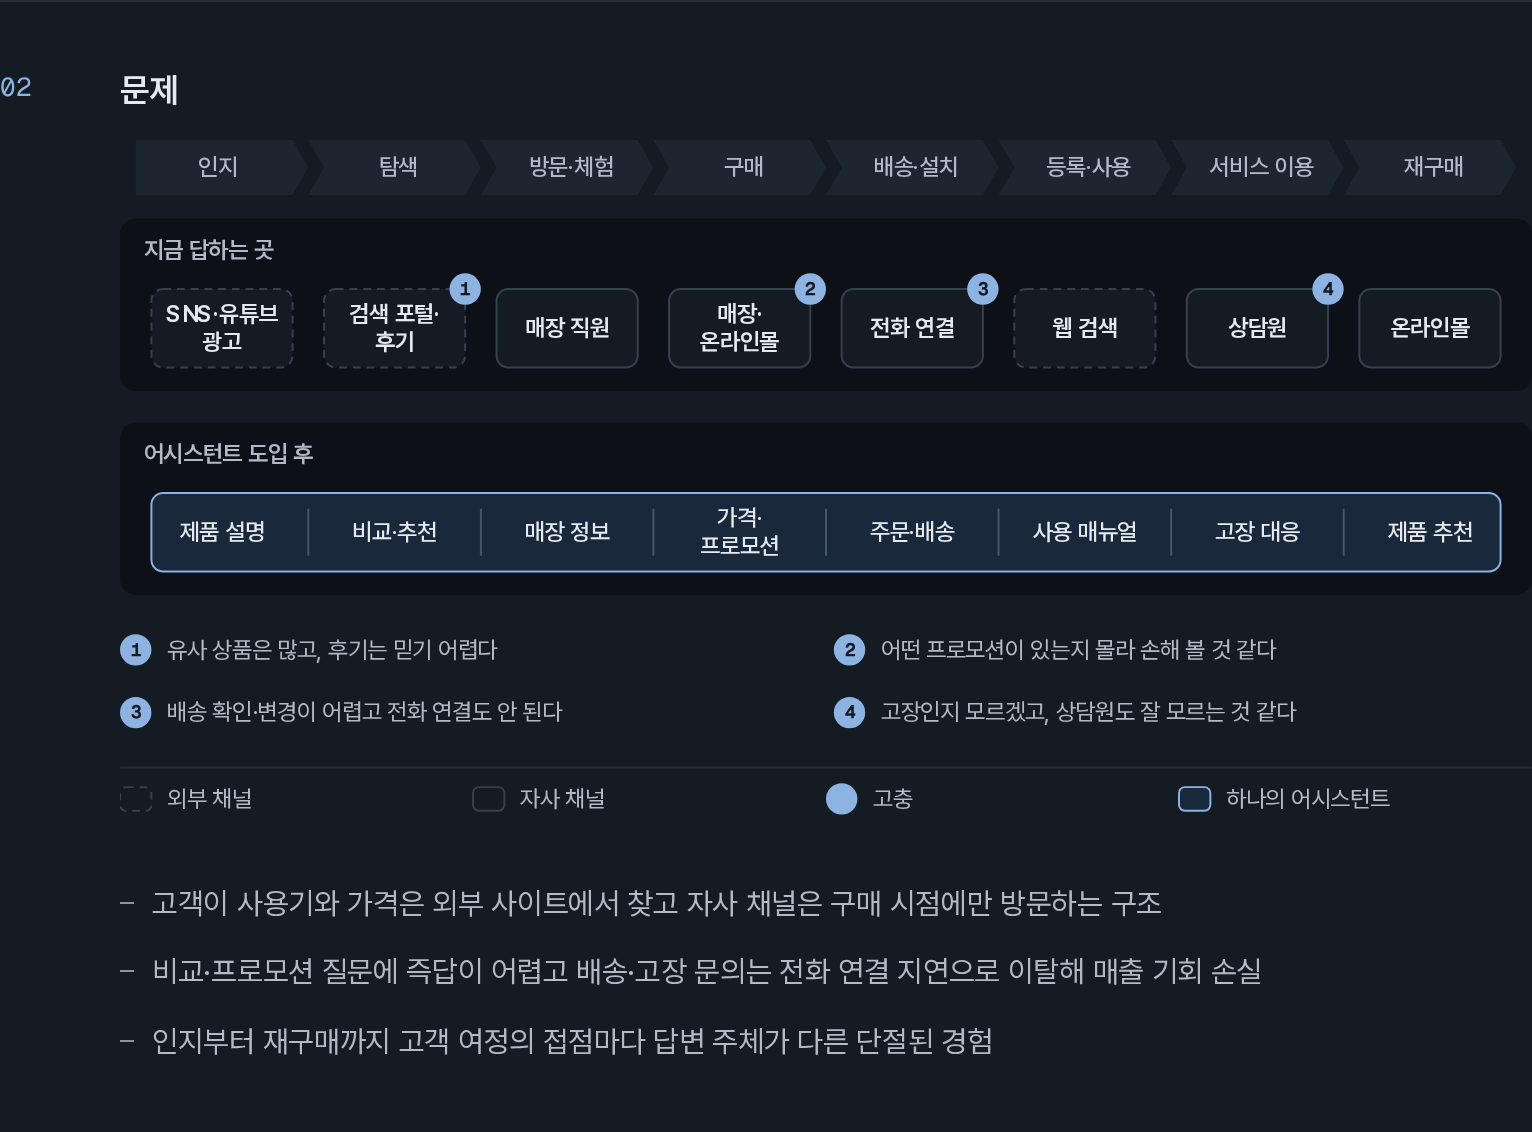 02
문제
인지
탐색
방문·체험
구매
배송·설치
등록·사용
서비스 이용
재구매
지금 답하는 곳
SNS·유튜브
광고
검색 포털·
후기
1
매장 직원
매장·
온라인몰
2
전화 연결
3
웹 검색
상담원
4
온라인몰
어시스턴트 도입 후
제품 설명
비교·추천
매장 정보
가격·
프로모션
주문·배송
사용 매뉴얼
고장 대응
제품 추천
1 유사 상품은 많고, 후기는 믿기 어렵다
2 어떤 프로모션이 있는지 몰라 손해 볼 것 같다
3 배송 확인·변경이 어렵고 전화 연결도 안 된다
4 고장인지 모르겠고, 상담원도 잘 모르는 것 같다
외부 채널
자사 채널
고충
하나의 어시스턴트
– 고객이 사용기와 가격은 외부 사이트에서 찾고 자사 채널은 구매 시점에만 방문하는 구조
– 비교·프로모션 질문에 즉답이 어렵고 배송·고장 문의는 전화 연결 지연으로 이탈해 매출 기회 손실
– 인지부터 재구매까지 고객 여정의 접점마다 답변 주체가 다른 단절된 경험